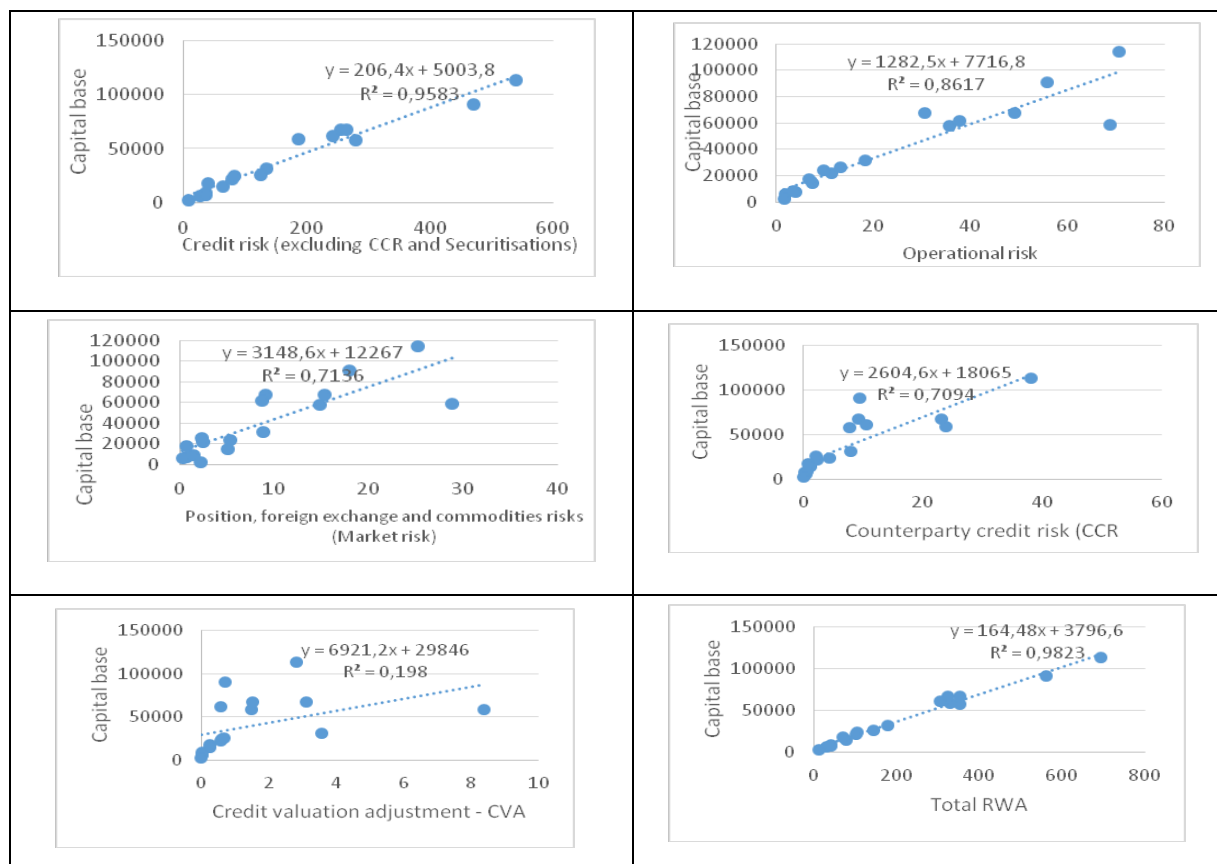 150000
100000
50000
0
Capital base
y = 206,4x + 5003,8
R² = 0,9583
0 200 400 600
Credit risk (excluding CCR and Securitisations)
120000
100000
80000
60000
40000
20000
0
Capital base
y = 1282,5x + 7716,8
R² = 0,8617
0 20 40 60 80
Operational risk
120000
100000
80000
60000
40000
20000
0
Capital base
y = 3148,6x + 12267
R² = 0,7136
0 10 20 30 40
Position, foreign exchange and commodities risks
(Market risk)
150000
100000
50000
0
Capital base
y = 2604,6x + 18065
R² = 0,7094
0 20 40 60
Counterparty credit risk (CCR
150000
100000
50000
0
Capital base
y = 6921,2x + 29846
R² = 0,198
0 2 4 6 8 10
Credit valuation adjustment - CVA
150000
100000
50000
0
Capital base
y = 164,48x + 3796,6
R² = 0,9823
0 200 400 600 800
Total RWA